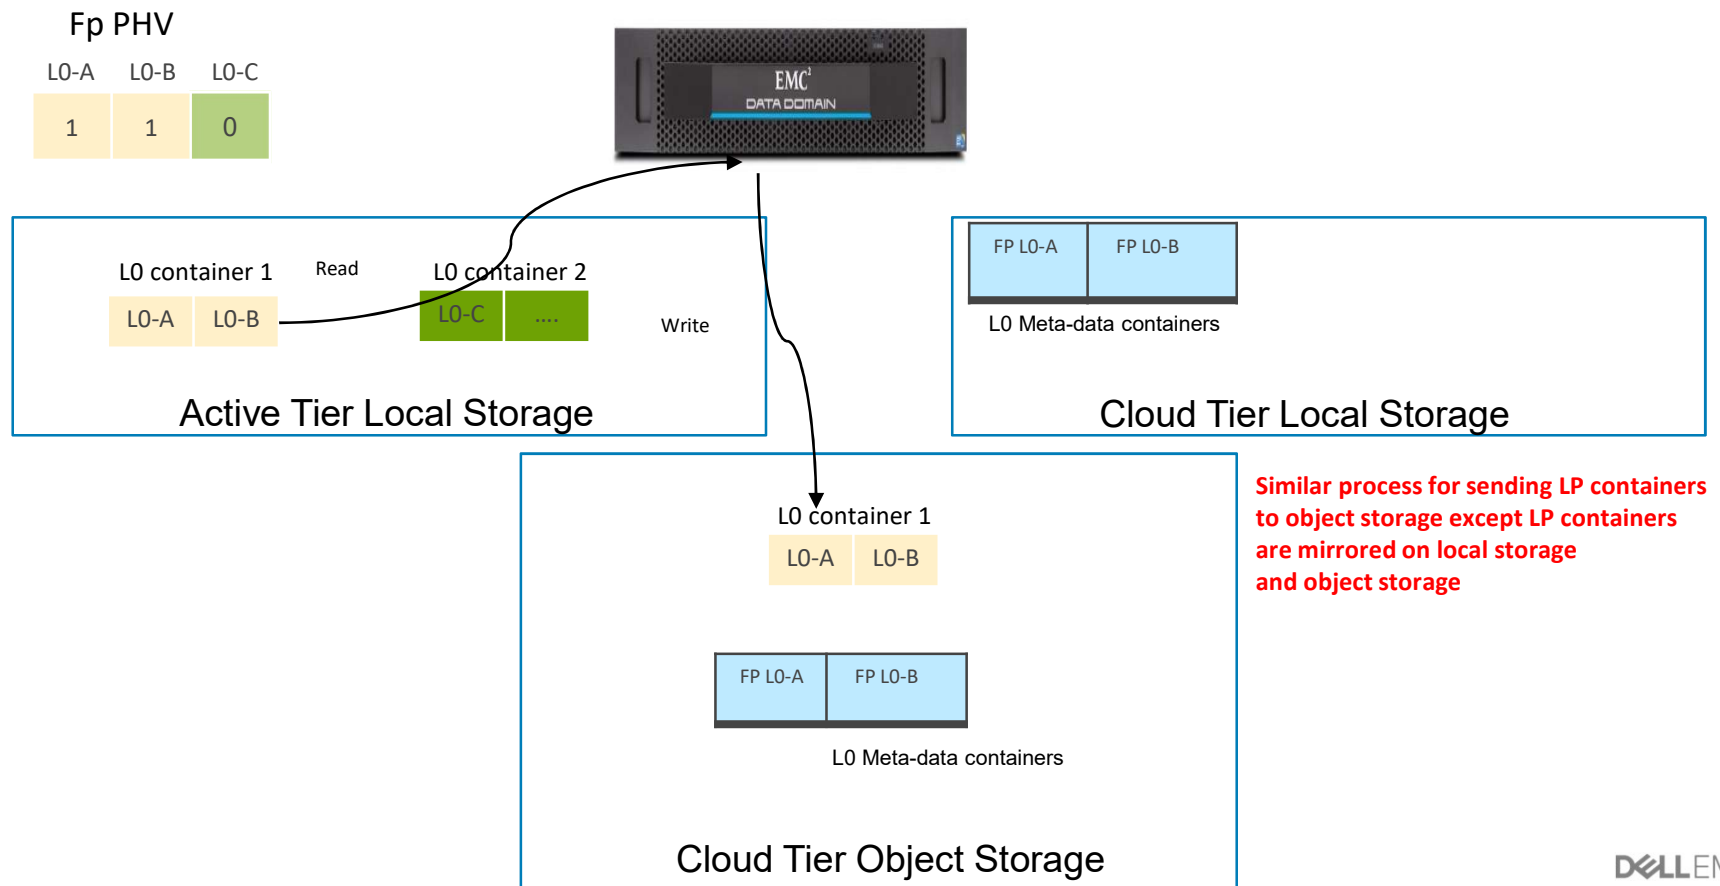 Fp PHV
L0-A L0-B L0-C
1 1 0
EMC²
DATA DOMAIN
L0 container 1
Read
L0 container 2
L0-A L0-B
L0-C ....
Write
Active Tier Local Storage
FP L0-A FP L0-B
L0 Meta-data containers
Cloud Tier Local Storage
L0 container 1
L0-A L0-B
FP L0-A FP L0-B
L0 Meta-data containers
Cloud Tier Object Storage
Similar process for sending LP containers
to object storage except LP containers
are mirrored on local storage
and object storage
DELL EM